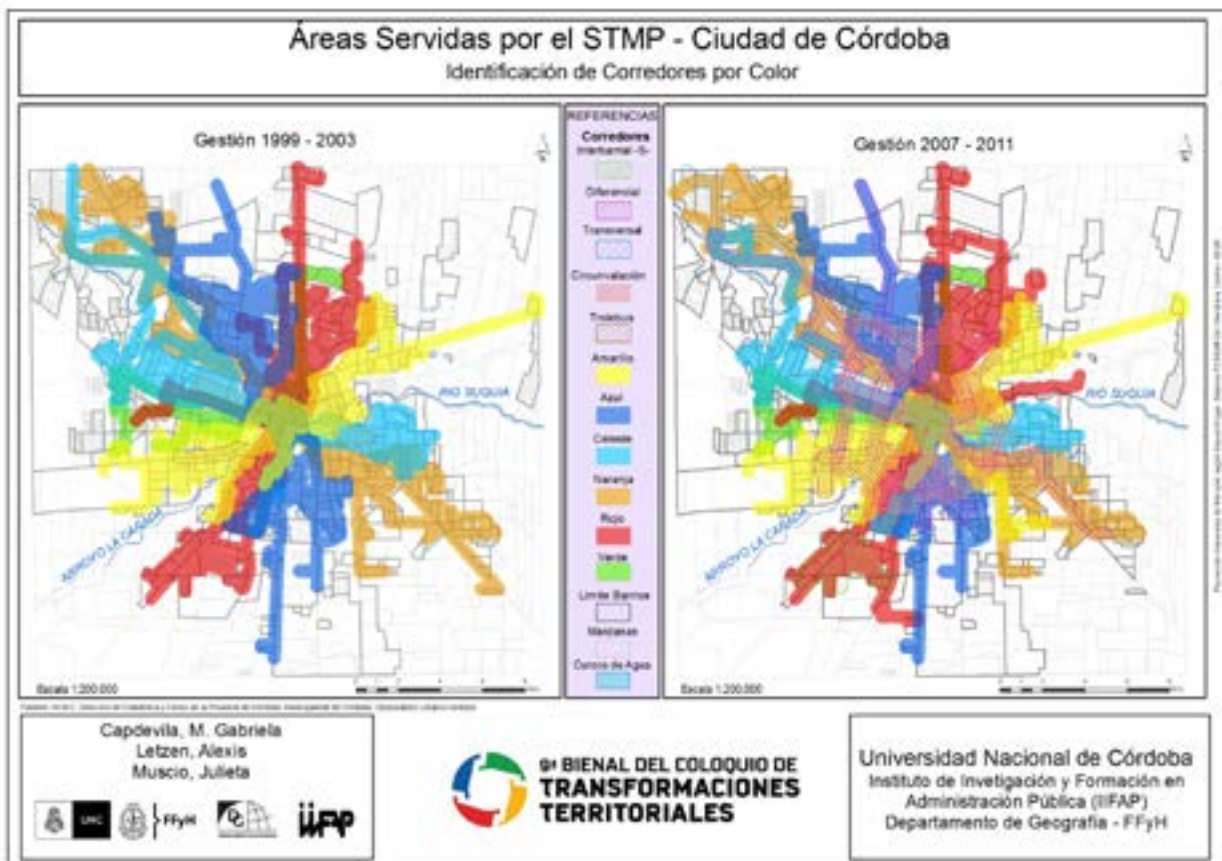 Áreas Servidas por el STMP - Ciudad de Córdoba
Identificación de Corredores por Color
Gestión 1999 - 2003
RIO SUQUIA
ARROYO LA CAÑADA
Escala 1:200.000
REFERENCIAS
Corredores
Diferencial
Transversal
Circunvalación
Trolebus
Amarillo
Azul
Celeste
Naranja
Rojo
Verde
Limite Barrios
Manzanas
Cursos de Agua
Gestión 2007 - 2011
RIO SUQUIA
ARROYO LA CAÑADA
Escala 1:200.000
Capdevila, M. Gabriela
Letzen, Alexis
Muscio, Julieta
UNC
FFyH
iifap
9ª BIENAL DEL COLOQUIO DE
TRANSFORMACIONES
TERRITORIALES
Universidad Nacional de Córdoba
Instituto de Invetigación y Formación en
Administración Pública (IIFAP)
Departamento de Geografía - FFyH